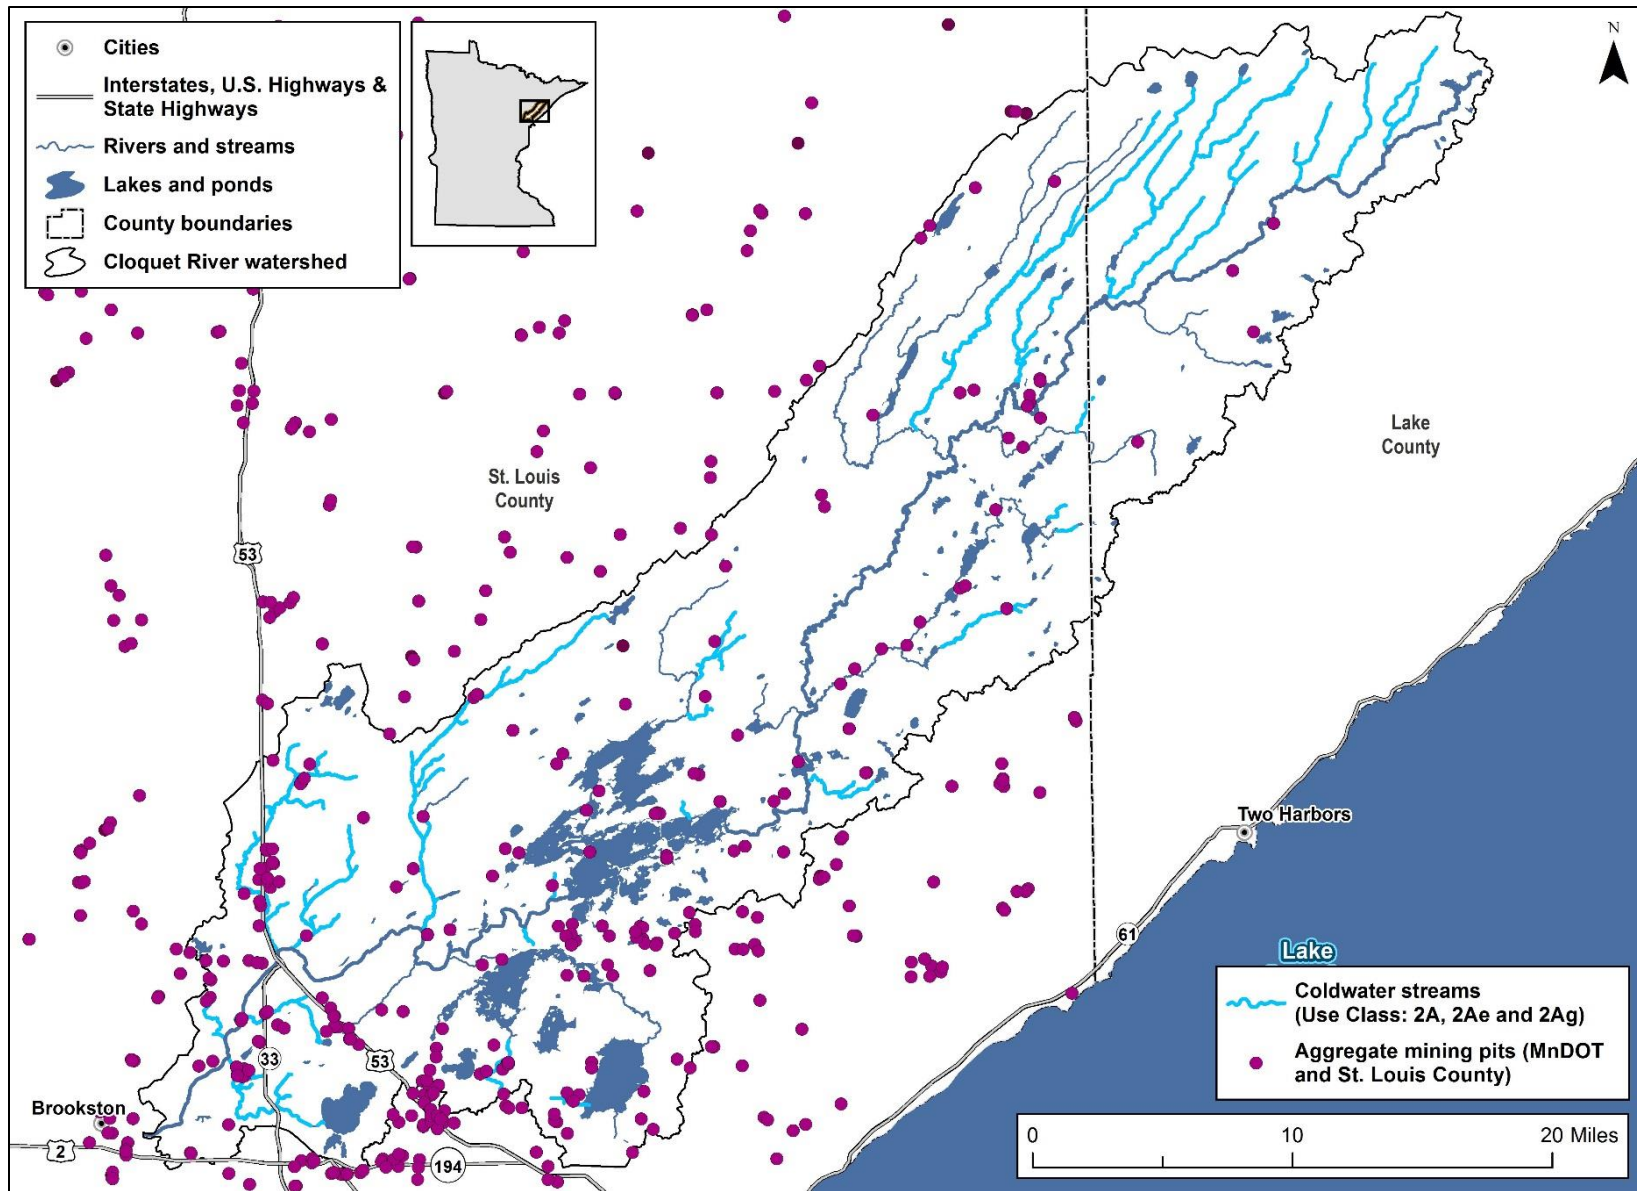 Cities
Interstates, U.S. Highways &
State Highways
Rivers and streams
Lakes and ponds
County boundaries
Cloquet River watershed
N
53
St. Louis
County
Lake
County
Two Harbors
61
Lake
33
53
Brookston
2
194
Coldwater streams
(Use Class: 2A, 2Ae and 2Ag)
Aggregate mining pits (MnDOT
and St. Louis County)
0
10
20 Miles